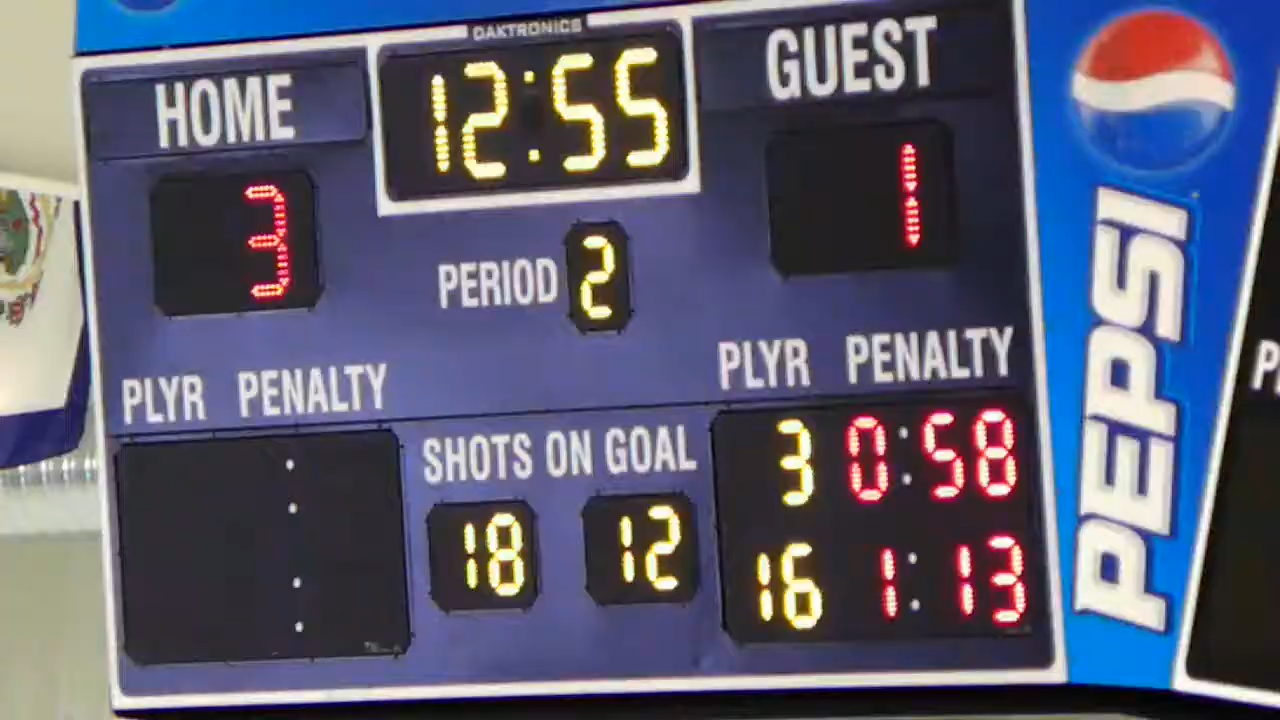 DAKTRONICS
HOME 12:55 GUEST
3 1
PERIOD 2
PLYR PENALTY PLYR PENALTY
SHOTS ON GOAL
3 0:58
18 12
16 1:13
PEPSI